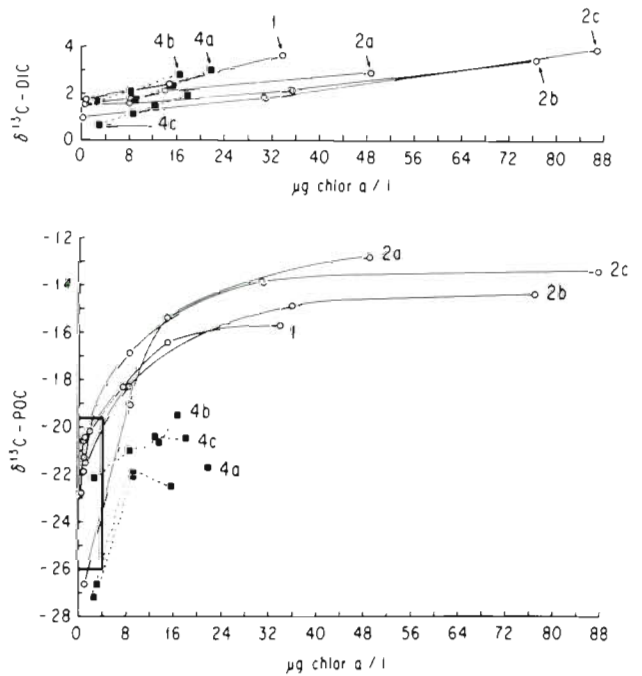 δ¹³C-DIC
4
2
0
1
4b
4a
2a
2c
2b
4c
0 8 16 24 32 40 48 56 64 72 80 88
μg chlor a / l
δ¹³C-POC
-12
-14
-16
-18
-20
-22
-24
-26
-28
2a
2c
2b
1
4b
4c
4a
0 8 16 24 32 40 48 56 64 72 80 88
μg chlor a / l